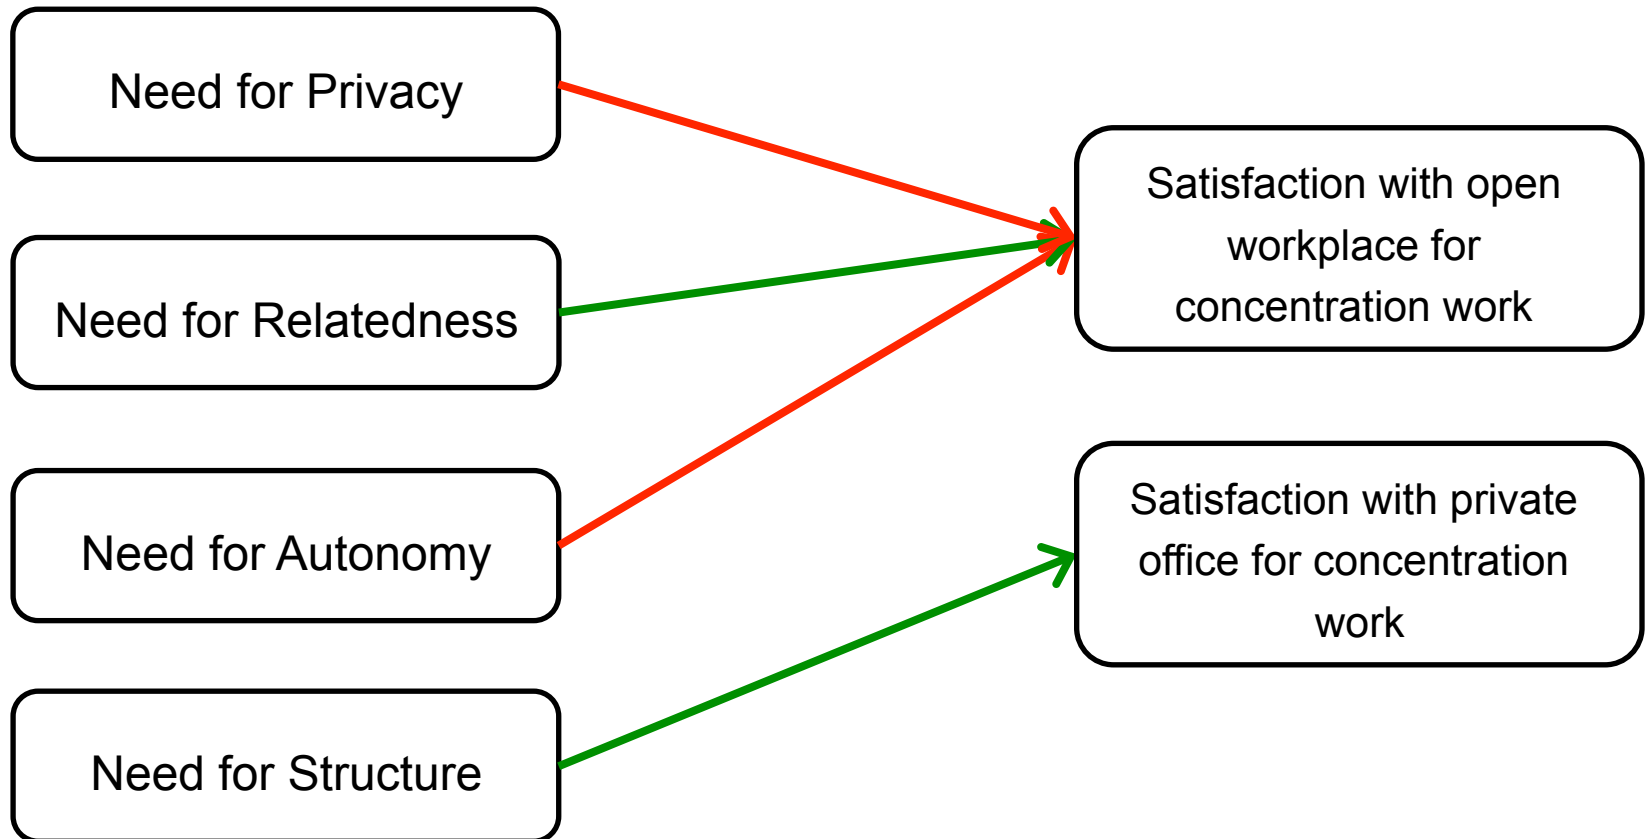 Need for Privacy
Need for Relatedness
Need for Autonomy
Need for Structure
Satisfaction with open
workplace for
concentration work
Satisfaction with private
office for concentration
work